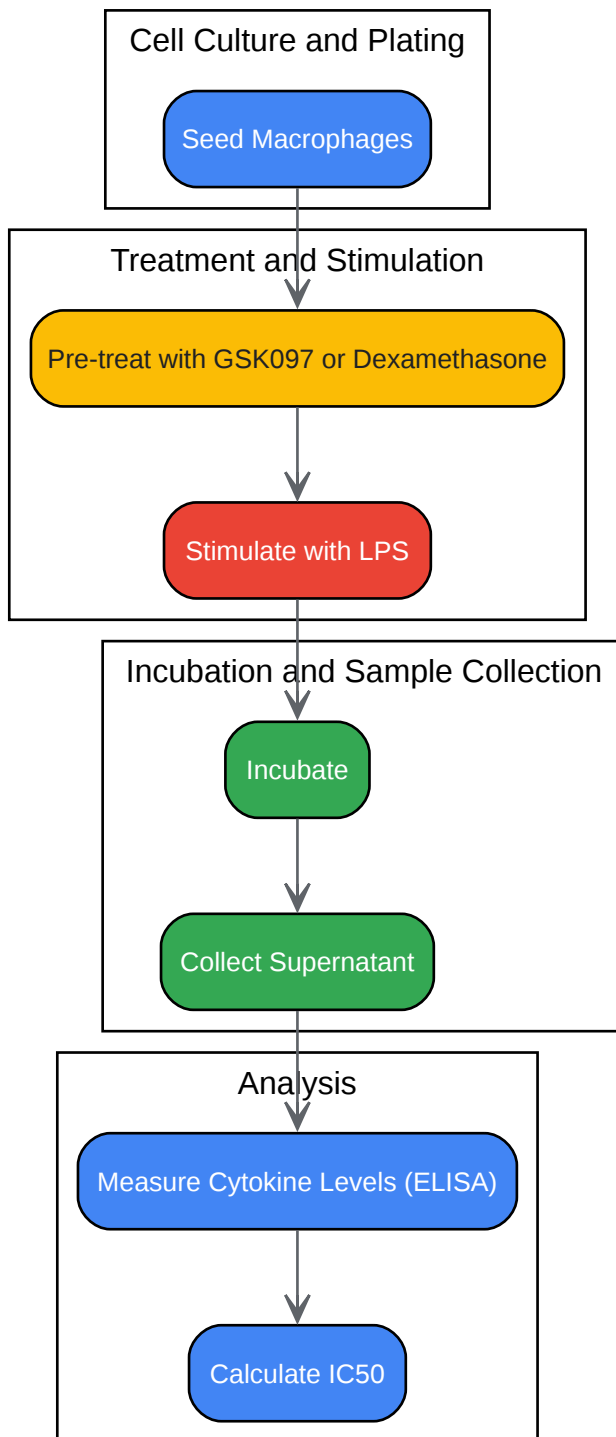 Cell Culture and Plating
Seed Macrophages
Treatment and Stimulation
Pre-treat with GSK097 or Dexamethasone
Stimulate with LPS
Incubation and Sample Collection
Incubate
Collect Supernatant
Analysis
Measure Cytokine Levels (ELISA)
Calculate IC50